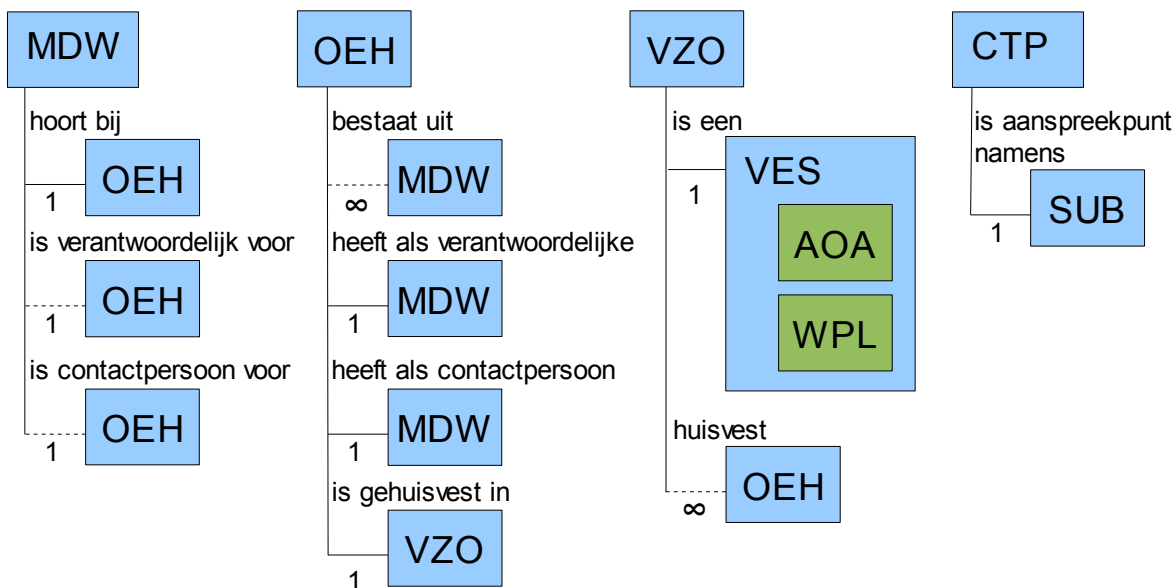 MDW
hoort bij
OEH
1
is verantwoordelijk voor
OEH
1
is contactpersoon voor
OEH
1
OEH
bestaat uit
MDW
∞
heeft als verantwoordelijke
MDW
1
heeft als contactpersoon
MDW
1
is gehuisvest in
VZO
1
VZO
is een
VES
1
AOA
WPL
huisvest
OEH
∞
CTP
is aanspreekpunt
namens
SUB
1